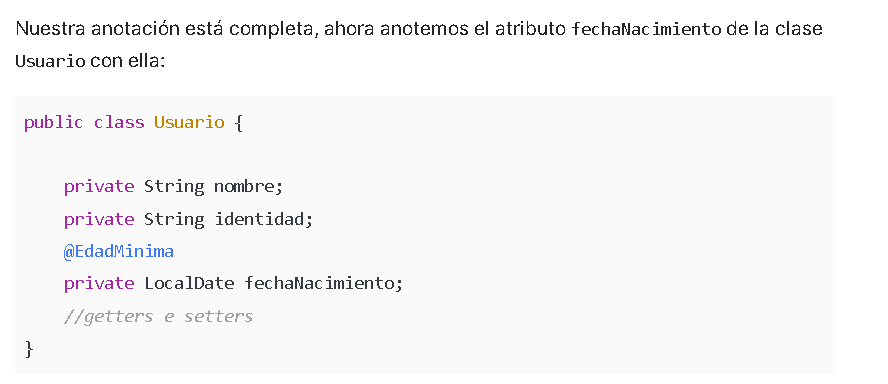 Nuestra anotación está completa, ahora anotemos el atributo fechaNacimiento de la clase
Usuario con ella:
public class Usuario {
private String nombre;
private String identidad;
@EdadMinima
private LocalDate fechaNacimiento;
//getters e setters
}